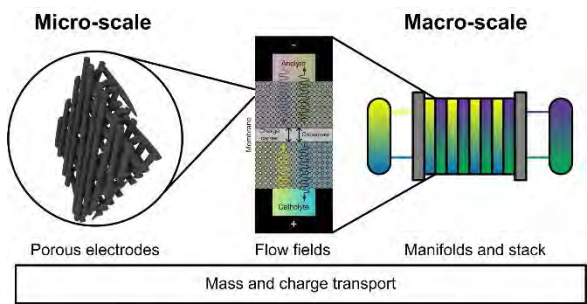 Micro-scale
Macro-scale
-
Anolyte
Membrane
Charge
carrier
Crossover
Catholyte
+
Porous electrodes
Flow fields
Manifolds and stack
Mass and charge transport